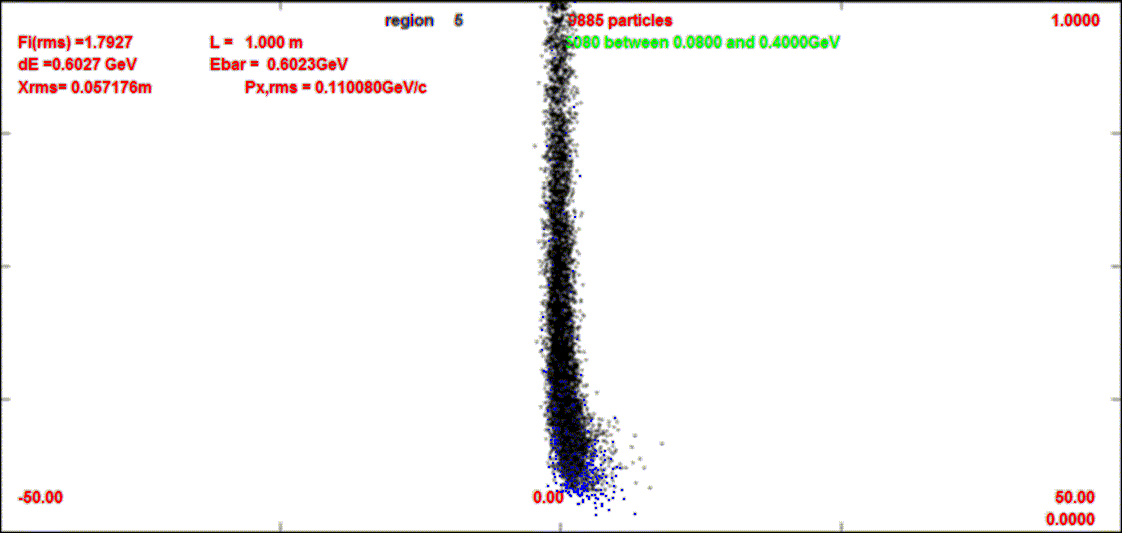 region 5 9885 particles 1.0000
Fi(rms) =1.7927 L = 1.000 m between 0.0800 and 0.4000GeV
dE =0.6027 GeV Ebar = 0.6023GeV
Xrms= 0.057176m Px,rms = 0.110080GeV/c
-50.00 0.00 50.00
0.0000